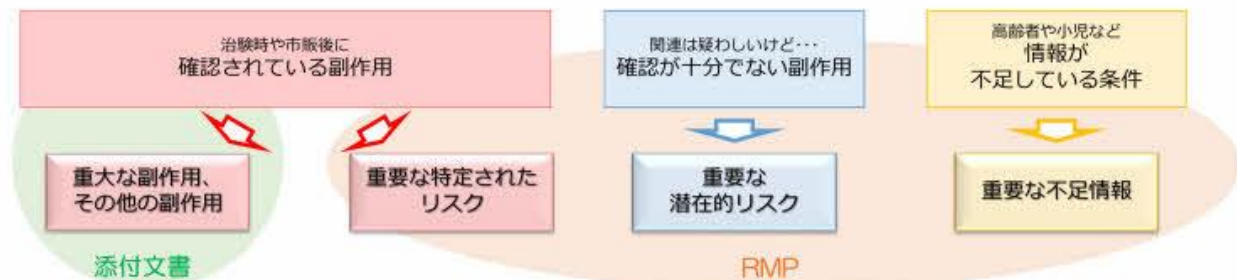 治験時や市販後に
確認されている副作用
関連は疑わしいけど･･･
確認が十分でない副作用
高齢者や小児など
情報が
不足している条件
重大な副作用、
その他の副作用
重要な特定された
リスク
重要な
潜在的リスク
重要な不足情報
添付文書
RMP